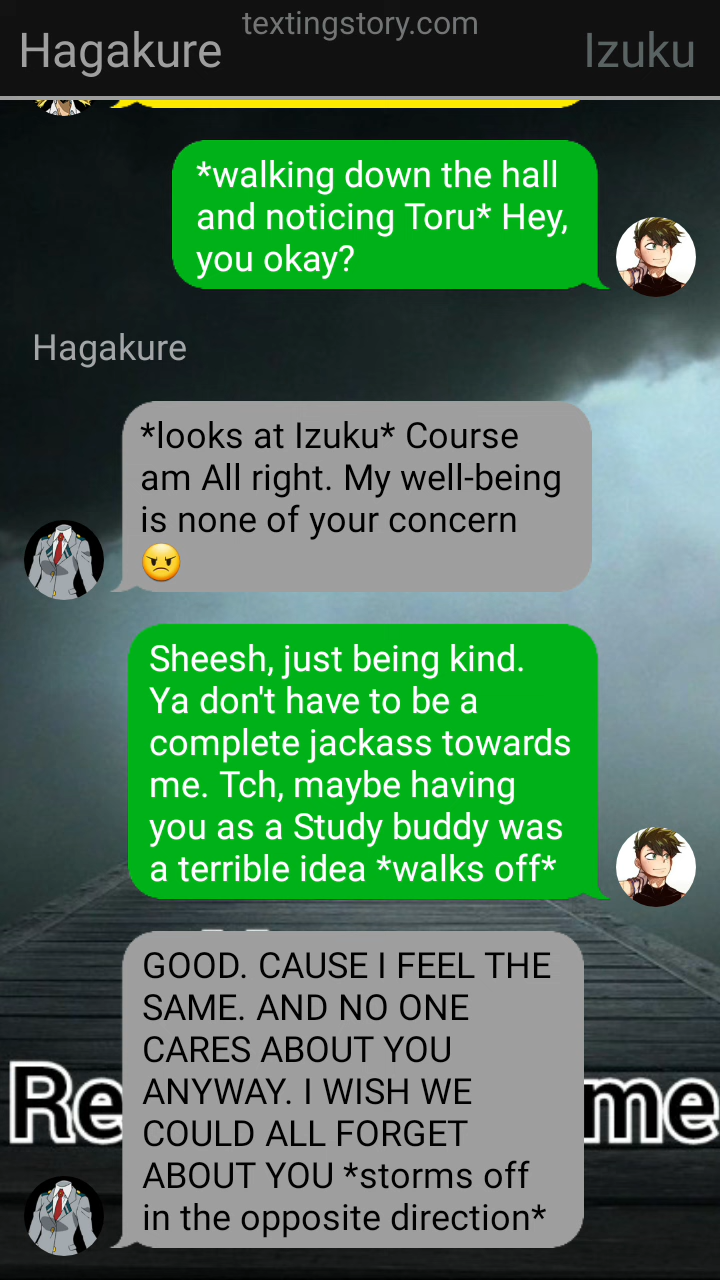 textingstory.com
Hagakure
Izuku
*walking down the hall
and noticing Toru* Hey,
you okay?
Hagakure
*looks at Izuku* Course
am All right. My well-being
is none of your concern
😠
Sheesh, just being kind.
Ya don't have to be a
complete jackass towards
me. Tch, maybe having
you as a Study buddy was
a terrible idea *walks off*
GOOD. CAUSE I FEEL THE
SAME. AND NO ONE
CARES ABOUT YOU
ANYWAY. I WISH WE
COULD ALL FORGET
ABOUT YOU *storms off
in the opposite direction*
Re
me